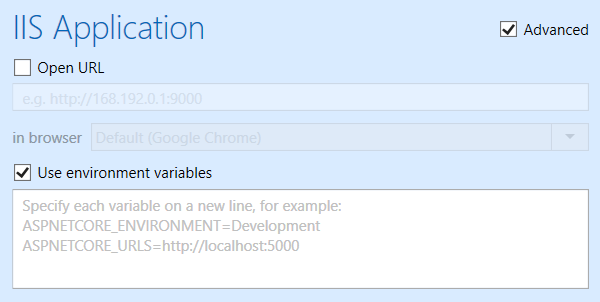 IIS Application
Advanced
Open URL
e.g. http://168.192.0.1:9000
in browser Default (Google Chrome)
Use environment variables
Specify each variable on a new line, for example:
ASPNETCORE_ENVIRONMENT=Development
ASPNETCORE_URLS=http://localhost:5000